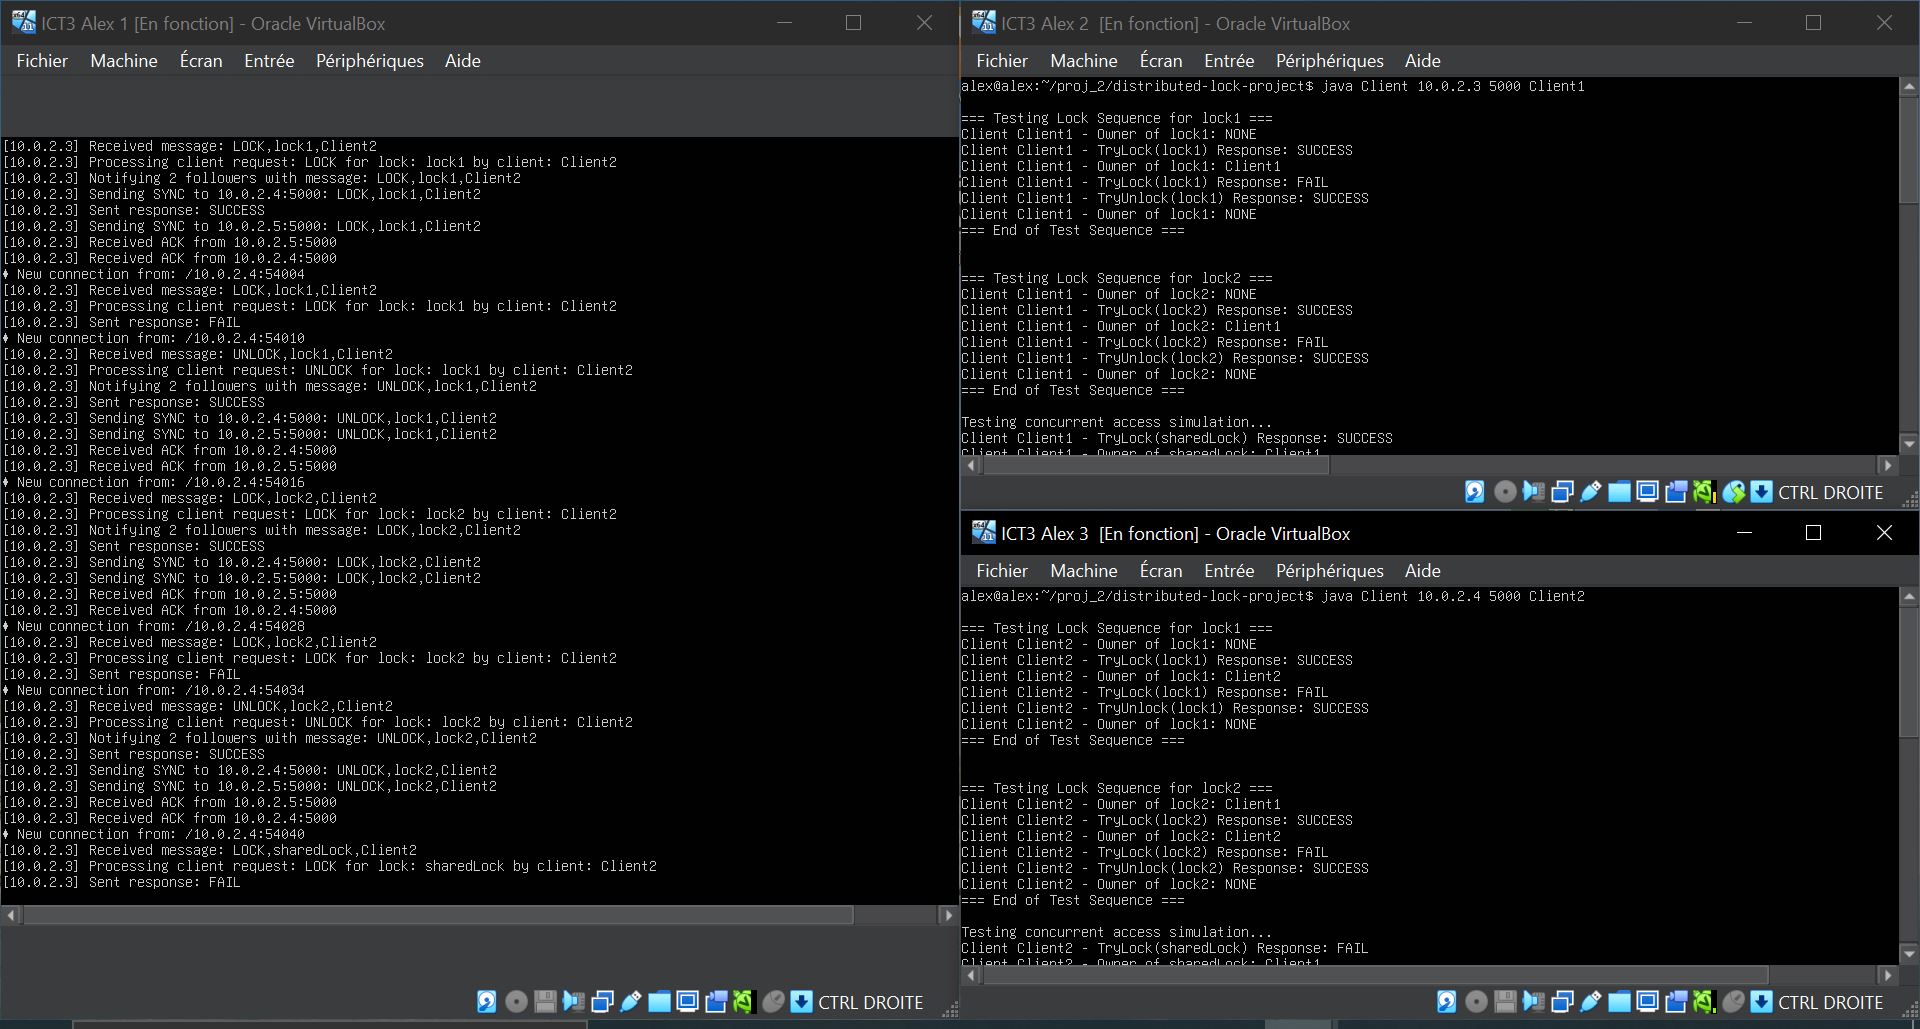 ICT3 Alex 1 [En fonction] - Oracle VirtualBox
Fichier Machine Écran Entrée Périphériques Aide
[10.0.2.3] Received message: LOCK,lock1,Client2
[10.0.2.3] Processing client request: LOCK for lock: lock1 by client: Client2
[10.0.2.3] Notifying 2 followers with message: LOCK,lock1,Client2
[10.0.2.3] Sending SYNC to 10.0.2.4:5000: LOCK,lock1,Client2
[10.0.2.3] Sent response: SUCCESS
[10.0.2.3] Sending SYNC to 10.0.2.5:5000: LOCK,lock1,Client2
[10.0.2.3] Received ACK from 10.0.2.5:5000
[10.0.2.3] Received ACK from 10.0.2.4:5000
♦ New connection from: /10.0.2.4:54004
[10.0.2.3] Received message: LOCK,lock1,Client2
[10.0.2.3] Processing client request: LOCK for lock: lock1 by client: Client2
[10.0.2.3] Sent response: FAIL
♦ New connection from: /10.0.2.4:54010
[10.0.2.3] Received message: UNLOCK,lock1,Client2
[10.0.2.3] Processing client request: UNLOCK for lock: lock1 by client: Client2
[10.0.2.3] Notifying 2 followers with message: UNLOCK,lock1,Client2
[10.0.2.3] Sent response: SUCCESS
[10.0.2.3] Sending SYNC to 10.0.2.4:5000: UNLOCK,lock1,Client2
[10.0.2.3] Sending SYNC to 10.0.2.5:5000: UNLOCK,lock1,Client2
[10.0.2.3] Received ACK from 10.0.2.4:5000
[10.0.2.3] Received ACK from 10.0.2.5:5000
♦ New connection from: /10.0.2.4:54016
[10.0.2.3] Received message: LOCK,lock2,Client2
[10.0.2.3] Processing client request: LOCK for lock: lock2 by client: Client2
[10.0.2.3] Notifying 2 followers with message: LOCK,lock2,Client2
[10.0.2.3] Sent response: SUCCESS
[10.0.2.3] Sending SYNC to 10.0.2.4:5000: LOCK,lock2,Client2
[10.0.2.3] Sending SYNC to 10.0.2.5:5000: LOCK,lock2,Client2
[10.0.2.3] Received ACK from 10.0.2.5:5000
[10.0.2.3] Received ACK from 10.0.2.4:5000
♦ New connection from: /10.0.2.4:54028
[10.0.2.3] Received message: LOCK,lock2,Client2
[10.0.2.3] Processing client request: LOCK for lock: lock2 by client: Client2
[10.0.2.3] Sent response: FAIL
♦ New connection from: /10.0.2.4:54034
[10.0.2.3] Received message: UNLOCK,lock2,Client2
[10.0.2.3] Processing client request: UNLOCK for lock: lock2 by client: Client2
[10.0.2.3] Notifying 2 followers with message: UNLOCK,lock2,Client2
[10.0.2.3] Sent response: SUCCESS
[10.0.2.3] Sending SYNC to 10.0.2.4:5000: UNLOCK,lock2,Client2
[10.0.2.3] Sending SYNC to 10.0.2.5:5000: UNLOCK,lock2,Client2
[10.0.2.3] Received ACK from 10.0.2.5:5000
[10.0.2.3] Received ACK from 10.0.2.4:5000
♦ New connection from: /10.0.2.4:54040
[10.0.2.3] Received message: LOCK,sharedLock,Client2
[10.0.2.3] Processing client request: LOCK for lock: sharedLock by client: Client2
[10.0.2.3] Sent response: FAIL
CTRL DROITE
ICT3 Alex 2 [En fonction] - Oracle VirtualBox
Fichier Machine Écran Entrée Périphériques Aide
alex@alex:~/proj_2/distributed-lock-project$ java Client 10.0.2.3 5000 Client1
=== Testing Lock Sequence for lock1 ===
Client Client1 - Owner of lock1: NONE
Client Client1 - TryLock(lock1) Response: SUCCESS
Client Client1 - Owner of lock1: Client1
Client Client1 - TryLock(lock1) Response: FAIL
Client Client1 - TryUnlock(lock1) Response: SUCCESS
Client Client1 - Owner of lock1: NONE
=== End of Test Sequence ===
=== Testing Lock Sequence for lock2 ===
Client Client1 - Owner of lock2: NONE
Client Client1 - TryLock(lock2) Response: SUCCESS
Client Client1 - Owner of lock2: Client1
Client Client1 - TryLock(lock2) Response: FAIL
Client Client1 - TryUnlock(lock2) Response: SUCCESS
Client Client1 - Owner of lock2: NONE
=== End of Test Sequence ===
Testing concurrent access simulation...
Client Client1 - TryLock(sharedLock) Response: SUCCESS
Client Client1 - Owner of sharedLock: Client1
CTRL DROITE
ICT3 Alex 3 [En fonction] - Oracle VirtualBox
Fichier Machine Écran Entrée Périphériques Aide
alex@alex:~/proj_2/distributed-lock-project$ java Client 10.0.2.4 5000 Client2
=== Testing Lock Sequence for lock1 ===
Client Client2 - Owner of lock1: NONE
Client Client2 - TryLock(lock1) Response: SUCCESS
Client Client2 - Owner of lock1: Client2
Client Client2 - TryLock(lock1) Response: FAIL
Client Client2 - TryUnlock(lock1) Response: SUCCESS
Client Client2 - Owner of lock1: NONE
=== End of Test Sequence ===
=== Testing Lock Sequence for lock2 ===
Client Client2 - Owner of lock2: Client1
Client Client2 - TryLock(lock2) Response: SUCCESS
Client Client2 - Owner of lock2: Client2
Client Client2 - TryLock(lock2) Response: FAIL
Client Client2 - TryUnlock(lock2) Response: SUCCESS
Client Client2 - Owner of lock2: NONE
=== End of Test Sequence ===
Testing concurrent access simulation...
Client Client2 - TryLock(sharedLock) Response: FAIL
Client Client2 - Owner of sharedLock: Client1
CTRL DROITE